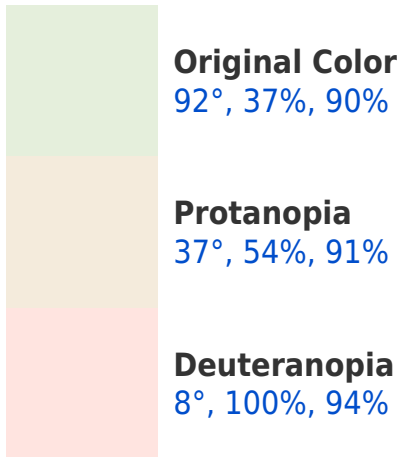 Original Color
92°, 37%, 90%
Protanopia
37°, 54%, 91%
Deuteranopia
8°, 100%, 94%